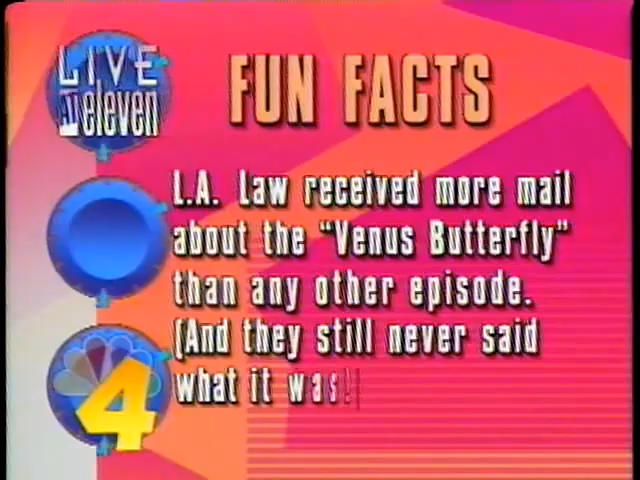 LIVE
AT eleven
FUN FACTS
L.A. Law received more mail
about the "Venus Butterfly"
than any other episode.
(And they still never said
what it was!
4